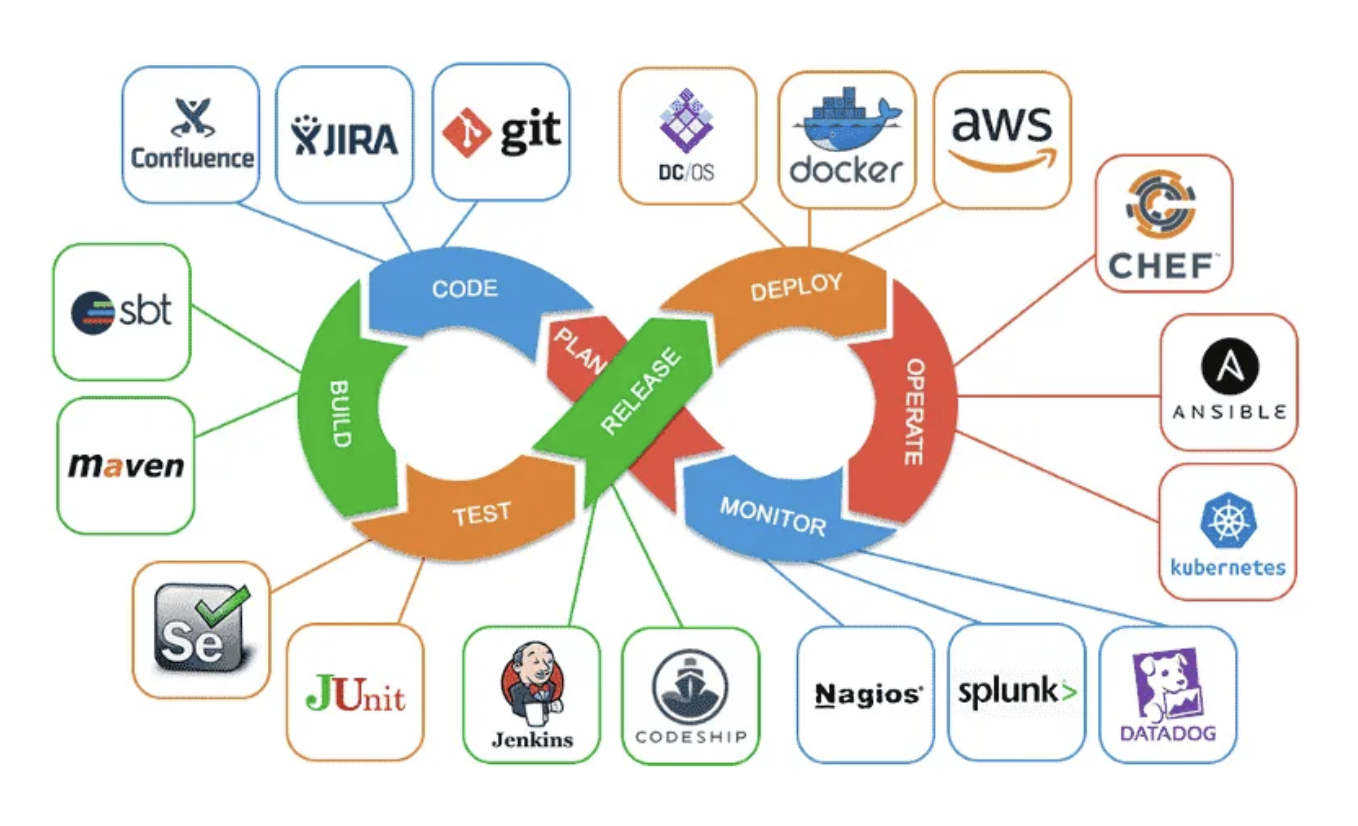 Confluence
JIRA
git
DC/OS
docker
aws
CHEF™
sbt
CODE
DEPLOY
PLAN
RELEASE
BUILD
OPERATE
ANSIBLE
maven
TEST
MONITOR
kubernetes
Se
JUnit
Jenkins
CODESHIP
Nagios®
splunk>
DATADOG